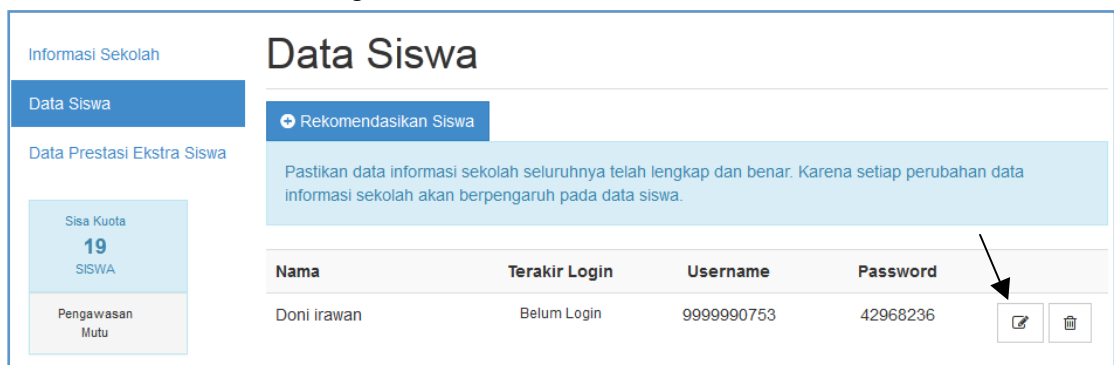 Informasi Sekolah
Data Siswa
Data Prestasi Ekstra Siswa
Sisa Kuota
19
SISWA
Pengawasan
Mutu
Data Siswa
Rekomendasikan Siswa
Pastikan data informasi sekolah seluruhnya telah lengkap dan benar. Karena setiap perubahan data
informasi sekolah akan berpengaruh pada data siswa.
Nama Terakir Login Username Password
Doni irawan Belum Login 9999990753 42968236